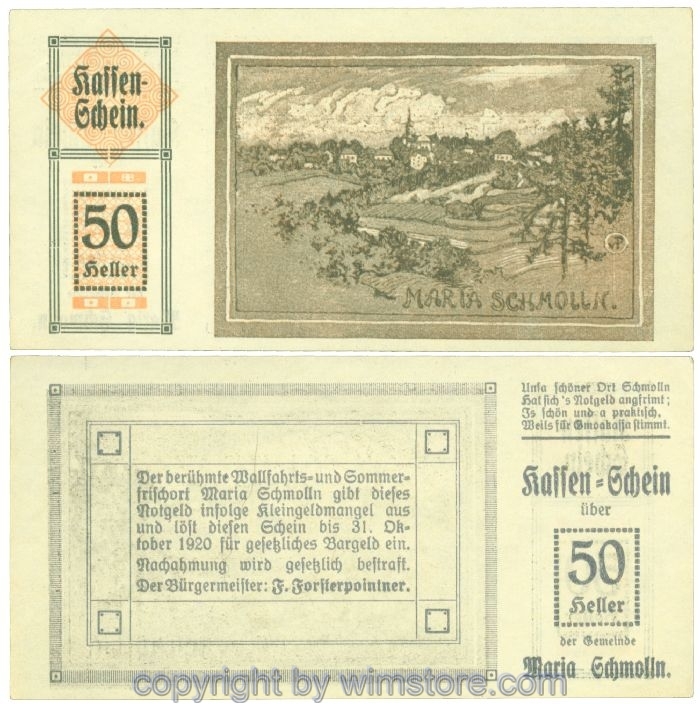 Kassen-
Schein.
50
Heller
MARIA SCHMOLLN.
Unsa schöner Ort Schmolln
Hat sich 's Notgeld angfrimt;
Is schön und a praktisch,
Weils für Gmoakassa stimmt.
Der berühmte Wallfahrts- und Sommer-
frischort Maria Schmolln gibt dieses
Notgeld infolge Kleingeldmangel aus
und löst diesen Schein bis 31. Ok-
tober 1920 für gesetzliches Bargeld ein.
Nachahmung wird gesetzlich bestraft.
Der Bürgermeister: F. Forsterpointner.
Kassen-Schein
über
50
Heller
der Gemeinde
Maria Schmolln.
copyright by wimstore.com